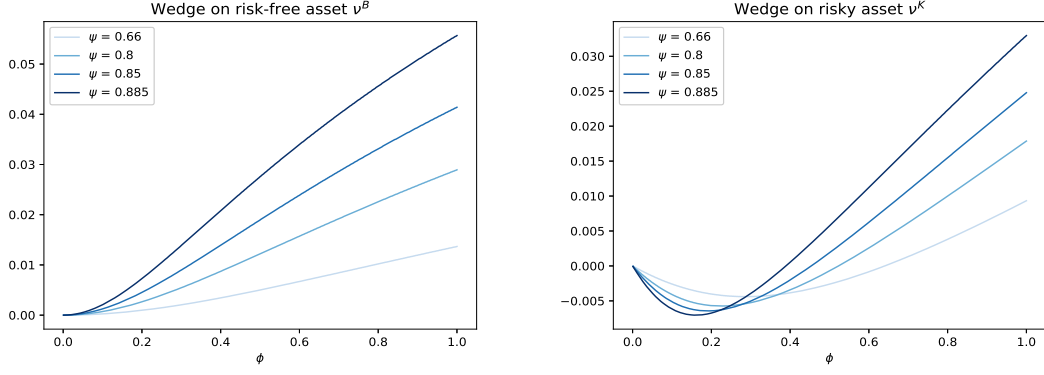 Wedge on risk-free asset ν^B
ψ = 0.66
ψ = 0.8
ψ = 0.85
ψ = 0.885
0.05
0.04
0.03
0.02
0.01
0.00
0.0 0.2 0.4 0.6 0.8 1.0
ϕ
Wedge on risky asset ν^K
ψ = 0.66
ψ = 0.8
ψ = 0.85
ψ = 0.885
0.030
0.025
0.020
0.015
0.010
0.005
0.000
−0.005
0.0 0.2 0.4 0.6 0.8 1.0
ϕ